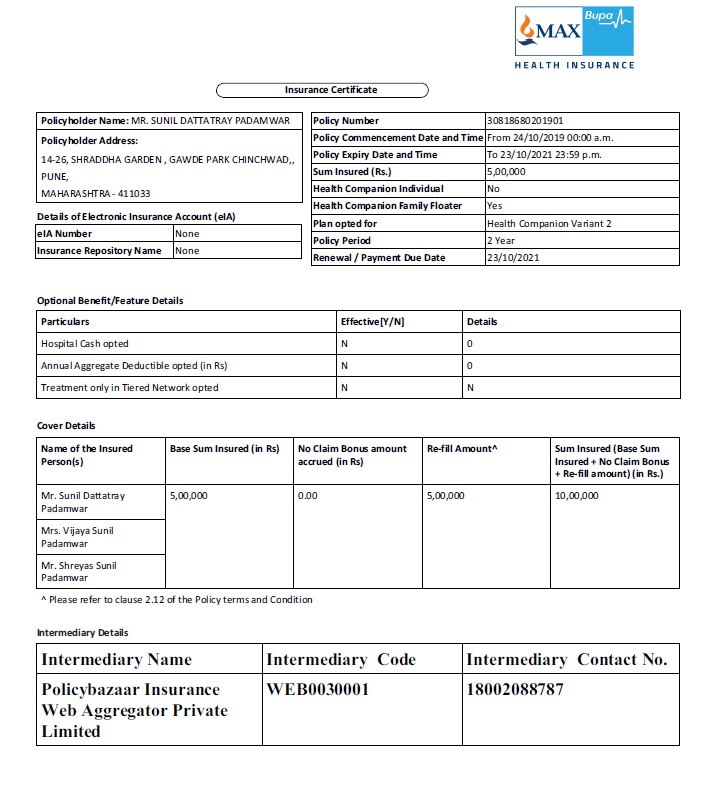 MAX
Bupa
HEALTH INSURANCE
Insurance Certificate
Policyholder Name: MR. SUNIL DATTATRAY PADAMWAR
Policyholder Address:
14-26, SHRADDHA GARDEN , GAWDE PARK CHINCHWAD,,
PUNE,
MAHARASHTRA - 411033
Details of Electronic Insurance Account (eIA)
eIA Number None
Insurance Repository Name None
Policy Number 30818680201901
Policy Commencement Date and Time From 24/10/2019 00:00 a.m.
Policy Expiry Date and Time To 23/10/2021 23:59 p.m.
Sum Insured (Rs.) 5,00,000
Health Companion Individual No
Health Companion Family Floater Yes
Plan opted for Health Companion Variant 2
Policy Period 2 Year
Renewal / Payment Due Date 23/10/2021
Optional Benefit/Feature Details
Particulars Effective[Y/N] Details
Hospital Cash opted N 0
Annual Aggregate Deductible opted (in Rs) N 0
Treatment only in Tiered Network opted N N
Cover Details
Name of the Insured Base Sum Insured (in Rs) No Claim Bonus amount Re-fill Amount^ Sum Insured (Base Sum
Person(s) accrued (in Rs) Insured + No Claim Bonus
+ Re-fill amount) (in Rs.)
Mr. Sunil Dattatray 5,00,000 0.00 5,00,000 10,00,000
Padamwar
Mrs. Vijaya Sunil
Padamwar
Mr. Shreyas Sunil
Padamwar
^ Please refer to clause 2.12 of the Policy terms and Condition
Intermediary Details
Intermediary Name Intermediary Code Intermediary Contact No.
Policybazaar Insurance WEB0030001 18002088787
Web Aggregator Private
Limited